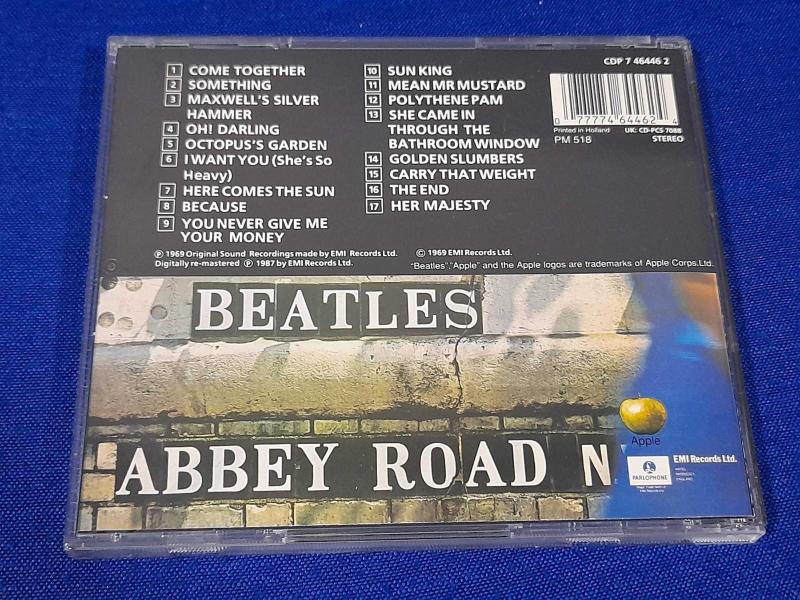 1 COME TOGETHER
2 SOMETHING
3 MAXWELL'S SILVER
HAMMER
4 OH! DARLING
5 OCTOPUS'S GARDEN
6 I WANT YOU (She's So
Heavy)
7 HERE COMES THE SUN
8 BECAUSE
9 YOU NEVER GIVE ME
YOUR MONEY
10 SUN KING
11 MEAN MR MUSTARD
12 POLYTHENE PAM
13 SHE CAME IN
THROUGH THE
BATHROOM WINDOW
14 GOLDEN SLUMBERS
15 CARRY THAT WEIGHT
16 THE END
17 HER MAJESTY
CDP 7 46446 2
0 77774 64462 4
Printed in Holland UK: CD-PCS 7088
PM 518 STEREO
℗ 1969 Original Sound Recordings made by EMI Records Ltd.
Digitally re-mastered ℗ 1987 by EMI Records Ltd.
© 1969 EMI Records Ltd.
"Beatles", "Apple" and the Apple logos are trademarks of Apple Corps.Ltd.
BEATLES
ABBEY ROAD N
Apple
EMI Records Ltd.
PARLOPHONE